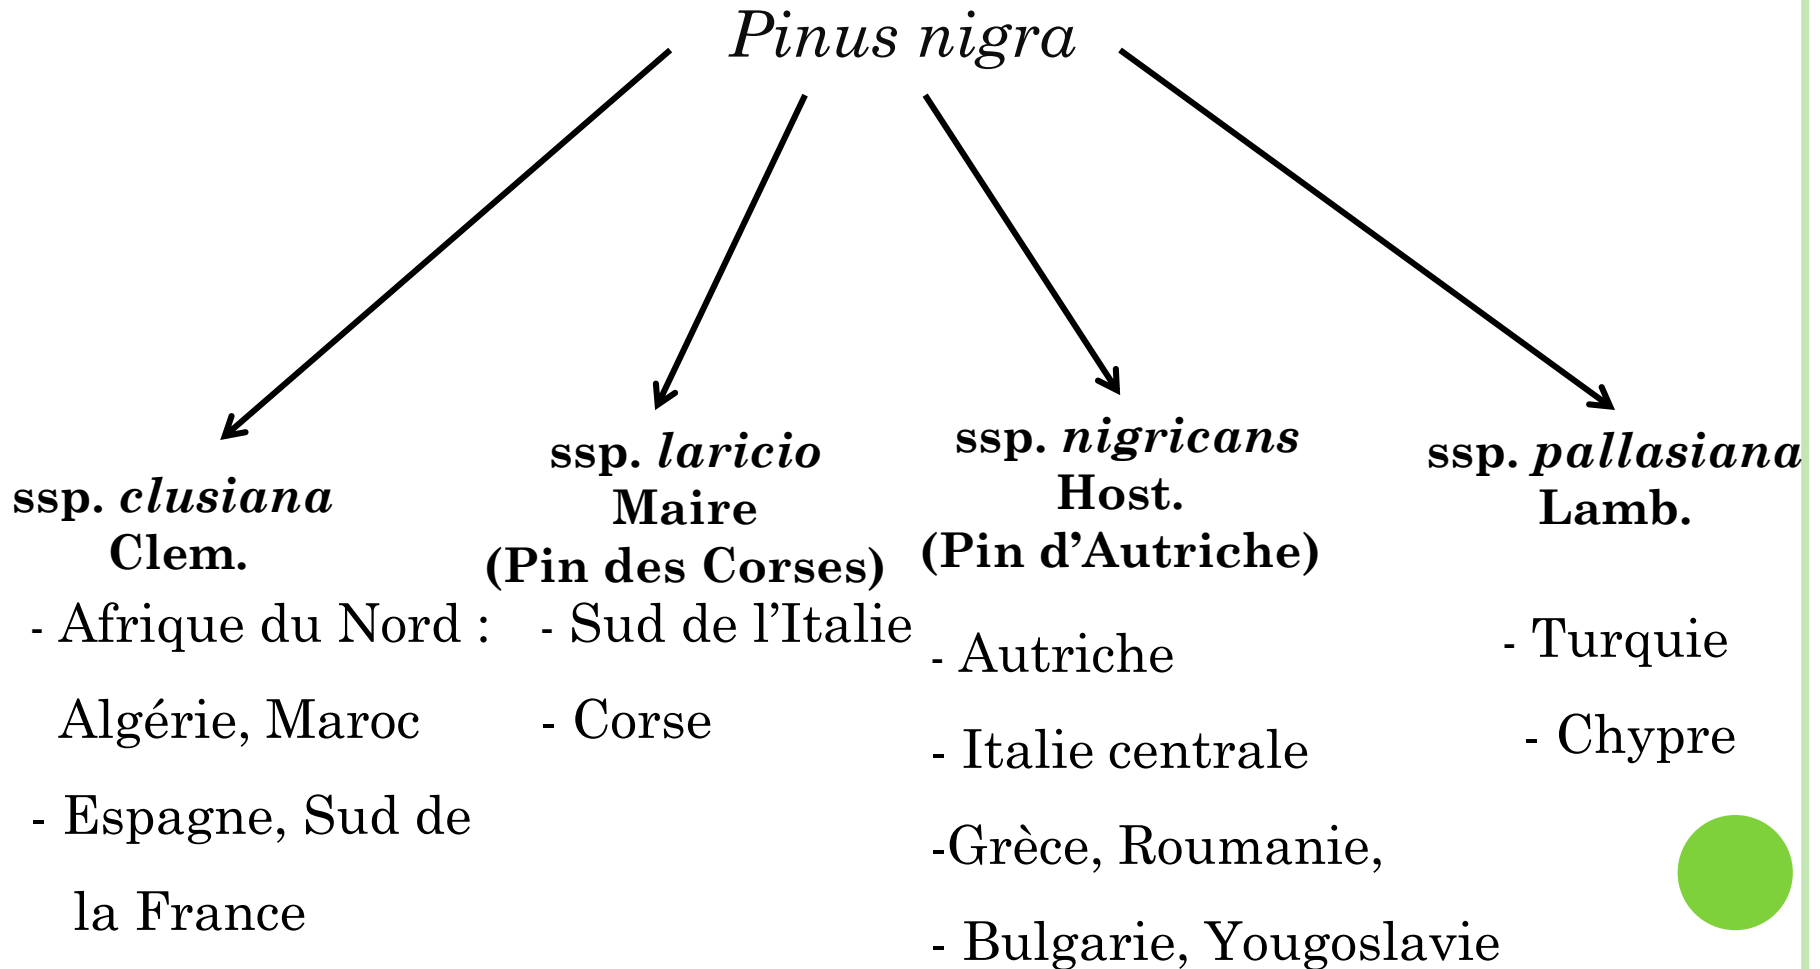 Pinus nigra
ssp. clusiana
Clem.
- Afrique du Nord :
Algérie, Maroc
- Espagne, Sud de
la France
ssp. laricio
Maire
(Pin des Corses)
- Sud de l’Italie
- Corse
ssp. nigricans
Host.
(Pin d’Autriche)
- Autriche
- Italie centrale
-Grèce, Roumanie,
- Bulgarie, Yougoslavie
ssp. pallasiana
Lamb.
- Turquie
- Chypre